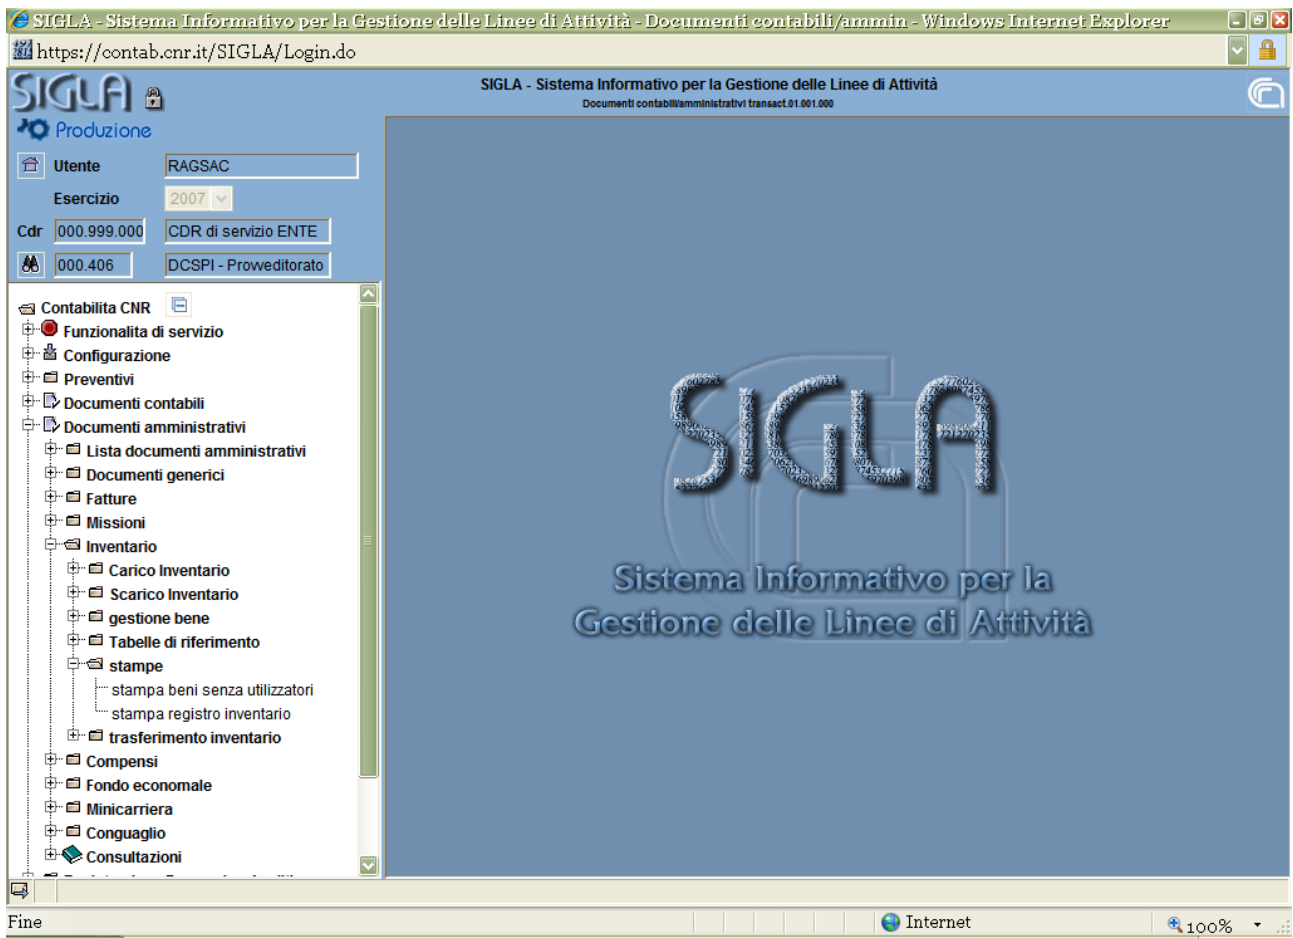 SIGLA - Sistema Informativo per la Gestione delle Linee di Attività - Documenti contabili/ammin - Windows Internet Explorer
https://contab.cnr.it/SIGLA/Login.do
SIGLA
SIGLA - Sistema Informativo per la Gestione delle Linee di Attività
Documenti contabili/amministrativi transact.01.001.000
Produzione
Utente RAGSAC
Esercizio 2007
Cdr 000.999.000 CDR di servizio ENTE
000.406 DCSPI - Provveditorato
Contabilita CNR
Funzionalita di servizio
Configurazione
Preventivi
Documenti contabili
Documenti amministrativi
Lista documenti amministrativi
Documenti generici
Fatture
Missioni
Inventario
Carico Inventario
Scarico Inventario
gestione bene
Tabelle di riferimento
stampe
stampa beni senza utilizzatori
stampa registro inventario
trasferimento inventario
Compensi
Fondo economale
Minicarriera
Conguaglio
Consultazioni
SIGLA
Sistema Informativo per la
Gestione delle Linee di Attività
Fine Internet 100%